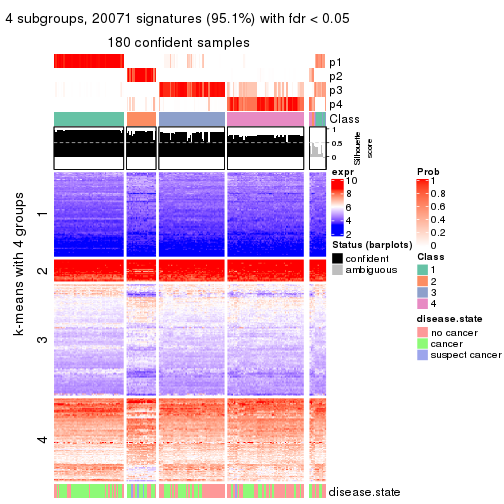 4 subgroups, 20071 signatures (95.1%) with fdr < 0.05
180 confident samples
p1
p2
p3
p4
Class
1
0.5
0
Silhouette
score
k-means with 4 groups
1
2
3
4
disease.state
expr
10
8
6
4
2
Status (barplots)
confident
ambiguous
Prob
1
0.8
0.6
0.4
0.2
0
Class
1
2
3
4
disease.state
no cancer
cancer
suspect cancer